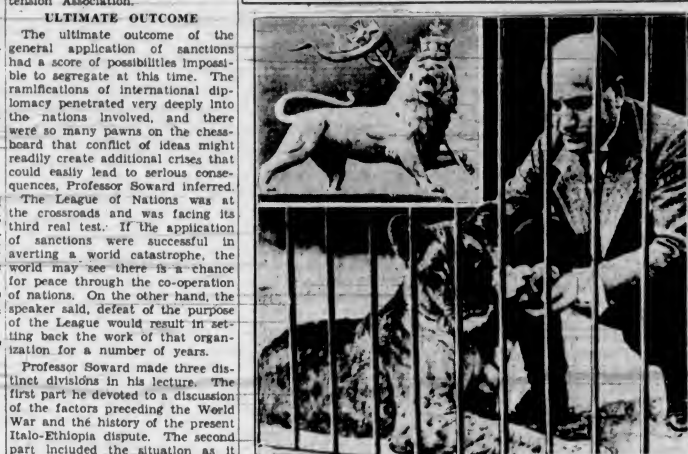 tension Association.
ULTIMATE OUTCOME
The ultimate outcome of the
general application of sanctions
had a score of possibilities impossi-
ble to segregate at this time. The
ramifications of international dip-
lomacy penetrated very deeply into
the nations involved, and there
were so many pawns on the chess-
board that conflict of ideas might
readily create additional crises that
could easily lead to serious conse-
quences, Professor Soward inferred.
The League of Nations was at
the crossroads and was facing its
third real test. If the application
of sanctions were successful in
averting a world catastrophe, the
world may see there is a chance
for peace through the co-operation
of nations. On the other hand, the
speaker said, defeat of the purpose
of the League would result in set-
ting back the work of that organ-
ization for a number of years.
Professor Soward made three dis-
tinct divisions in his lecture. The
first part he devoted to a discussion
of the factors preceding the World
War and the history of the present
Italo-Ethiopia dispute. The second
part included the situation as it